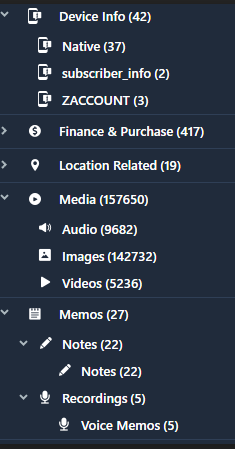 Device Info (42)
Native (37)
subscriber_info (2)
ZACCOUNT (3)
Finance & Purchase (417)
Location Related (19)
Media (157650)
Audio (9682)
Images (142732)
Videos (5236)
Memos (27)
Notes (22)
Notes (22)
Recordings (5)
Voice Memos (5)